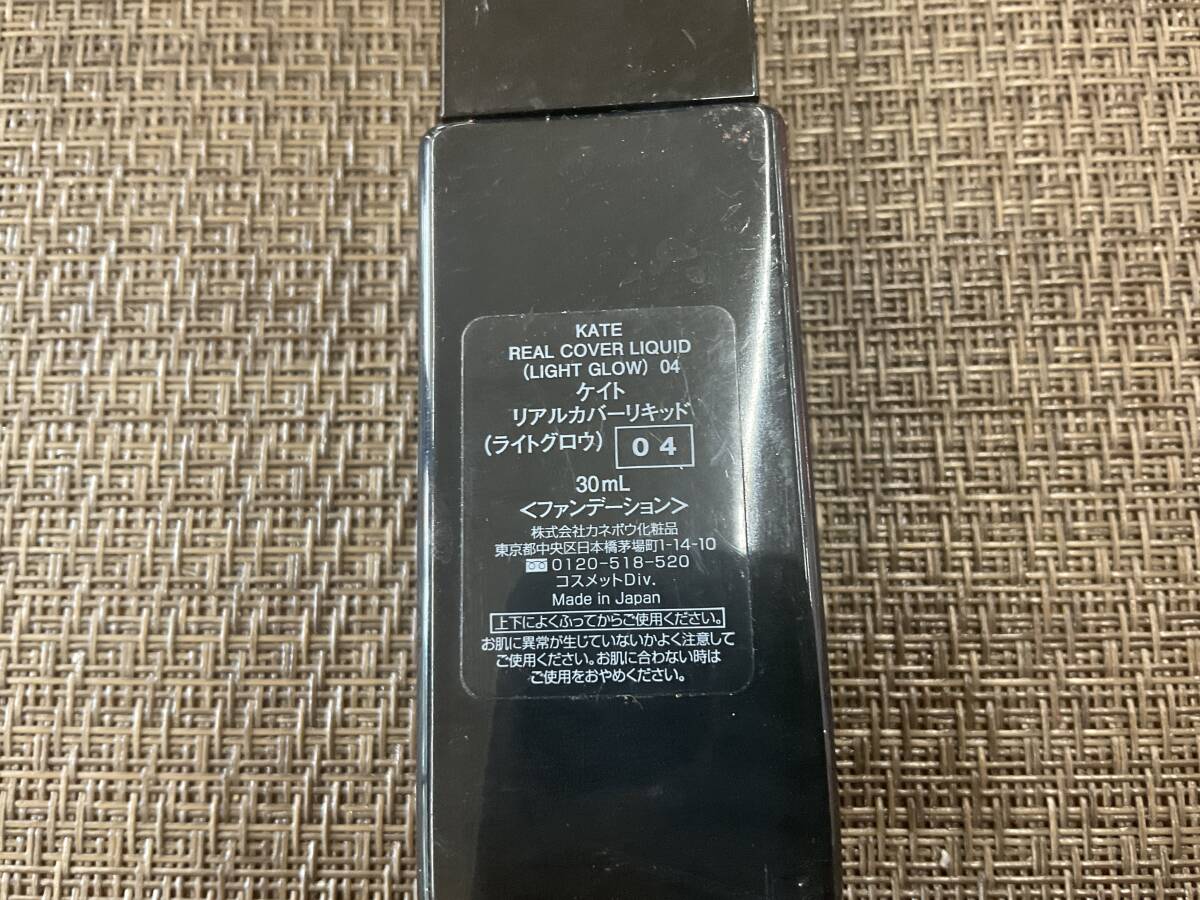 KATE
REAL COVER LIQUID
(LIGHT GLOW) 04
ケイト
リアルカバーリキッド
(ライトグロウ) 04
30mL
<ファンデーション>
株式会社カネボウ化粧品
東京都中央区日本橋茅場町1-14-10
0120-518-520
コスメットDiv.
Made in Japan
上下によくふってからご使用ください。
お肌に異常が生じていないかよく注意して
ご使用ください。お肌に合わない時は
ご使用をおやめください。